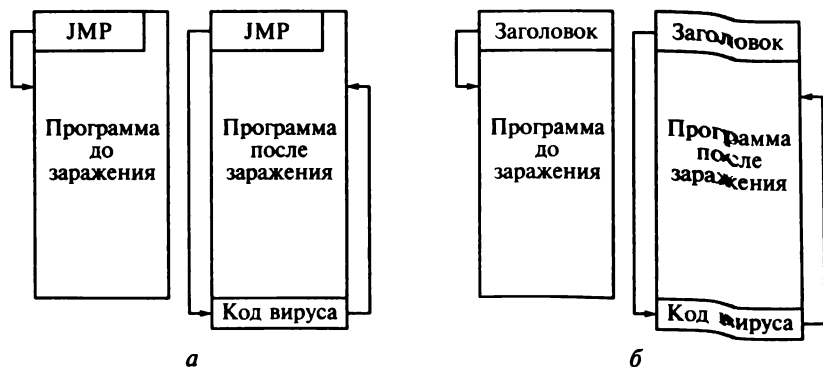 JMP
JMP
Программа
до
заражения
Программа
после
заражения
Код вируса
а
Заголовок
Заголовок
Программа
до
заражения
Программа
после
заражения
Код вируса
б